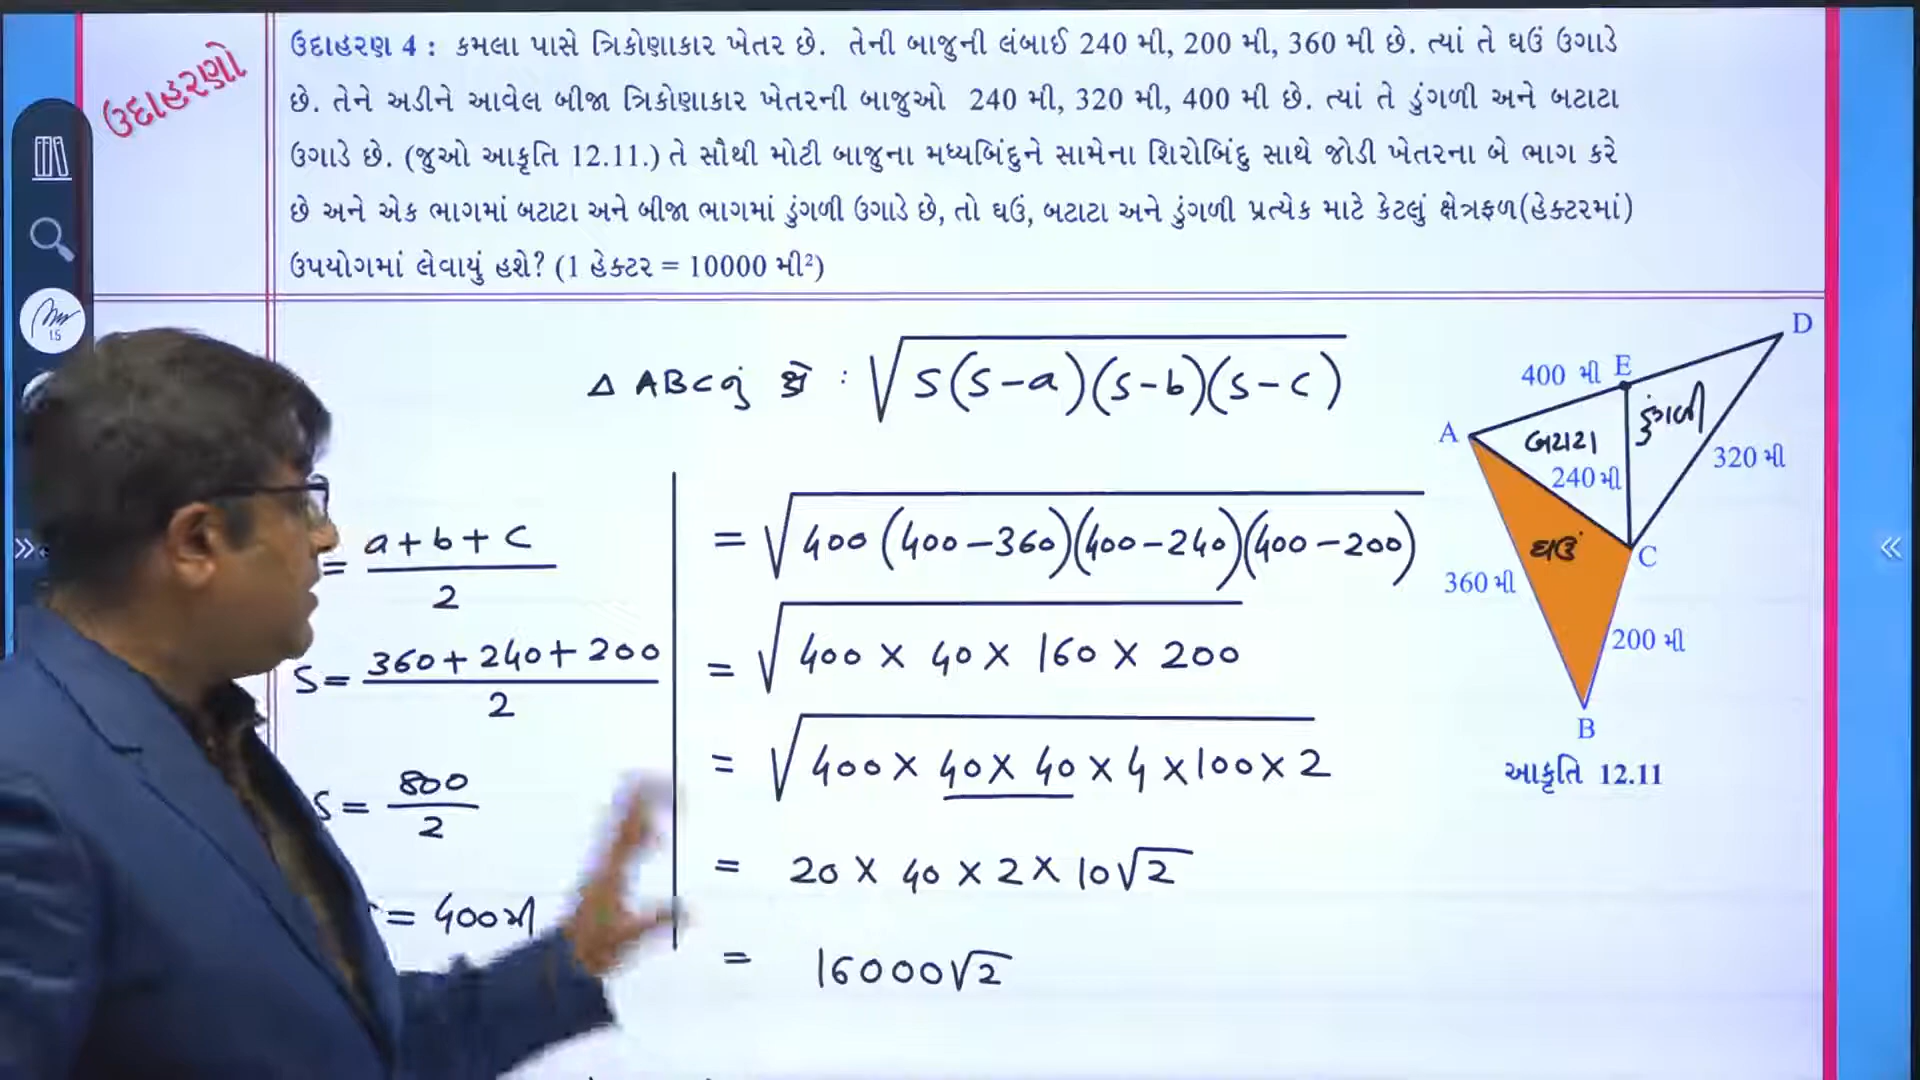 ઉદાહરણો
ઉદાહરણ 4 : કમલા પાસે ત્રિકોણાકાર ખેતર છે. તેની બાજુની લંબાઈ 240 મી, 200 મી, 360 મી છે. ત્યાં તે ઘઉં ઉગાડે
છે. તેને અડીને આવેલ બીજા ત્રિકોણાકાર ખેતરની બાજુઓ 240 મી, 320 મી, 400 મી છે. ત્યાં તે ડુંગળી અને બટાટા
ઉગાડે છે. (જુઓ આકૃતિ 12.11.) તે સૌથી મોટી બાજુના મધ્યબિંદુને સામેના શિરોબિંદુ સાથે જોડી ખેતરના બે ભાગ કરે
છે અને એક ભાગમાં બટાટા અને બીજા ભાગમાં ડુંગળી ઉગાડે છે, તો ઘઉં, બટાટા અને ડુંગળી પ્રત્યેક માટે કેટલું ક્ષેત્રફળ(હેક્ટરમાં)
ઉપયોગમાં લેવાયું હશે? (1 હેક્ટર = 10000 મી²)
15
Δ ABC નું ક્ષે : √S(S-a)(S-b)(S-c)
= a+b+c / 2
S = 360+240+200 / 2
S = 800 / 2
= 400મી
= √400(400-360)(400-240)(400-200)
= √400 × 40 × 160 × 200
= √400 × 40 × 40 × 4 × 100 × 2
= 20 × 40 × 2 × 10√2
= 16000√2
D
400 મી E
ડુંગળી
A
બટાટા
240 મી
320 મી
ઘઉં
C
360 મી
200 મી
B
આકૃતિ 12.11